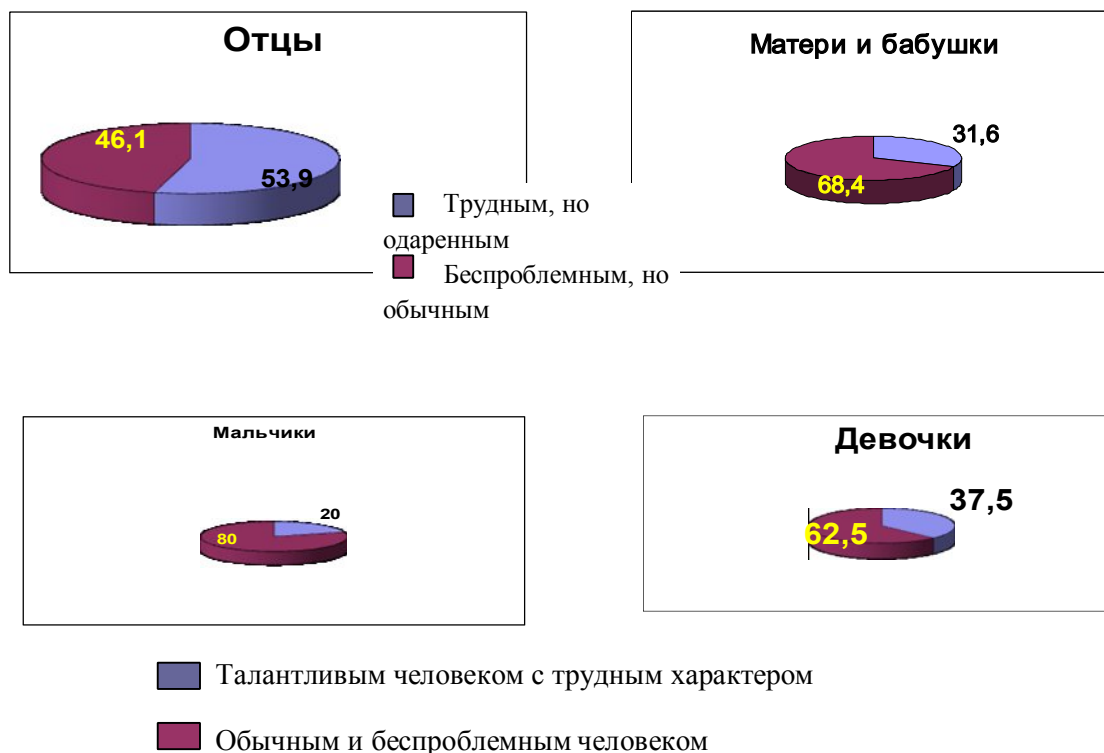 Отцы
46,1
53,9
Матери и бабушки
31,6
68,4
Трудным, но
одаренным
Беспроблемным, но
обычным
Мальчики
20
80
Девочки
37,5
62,5
Талантливым человеком с трудным характером
Обычным и беспроблемным человеком